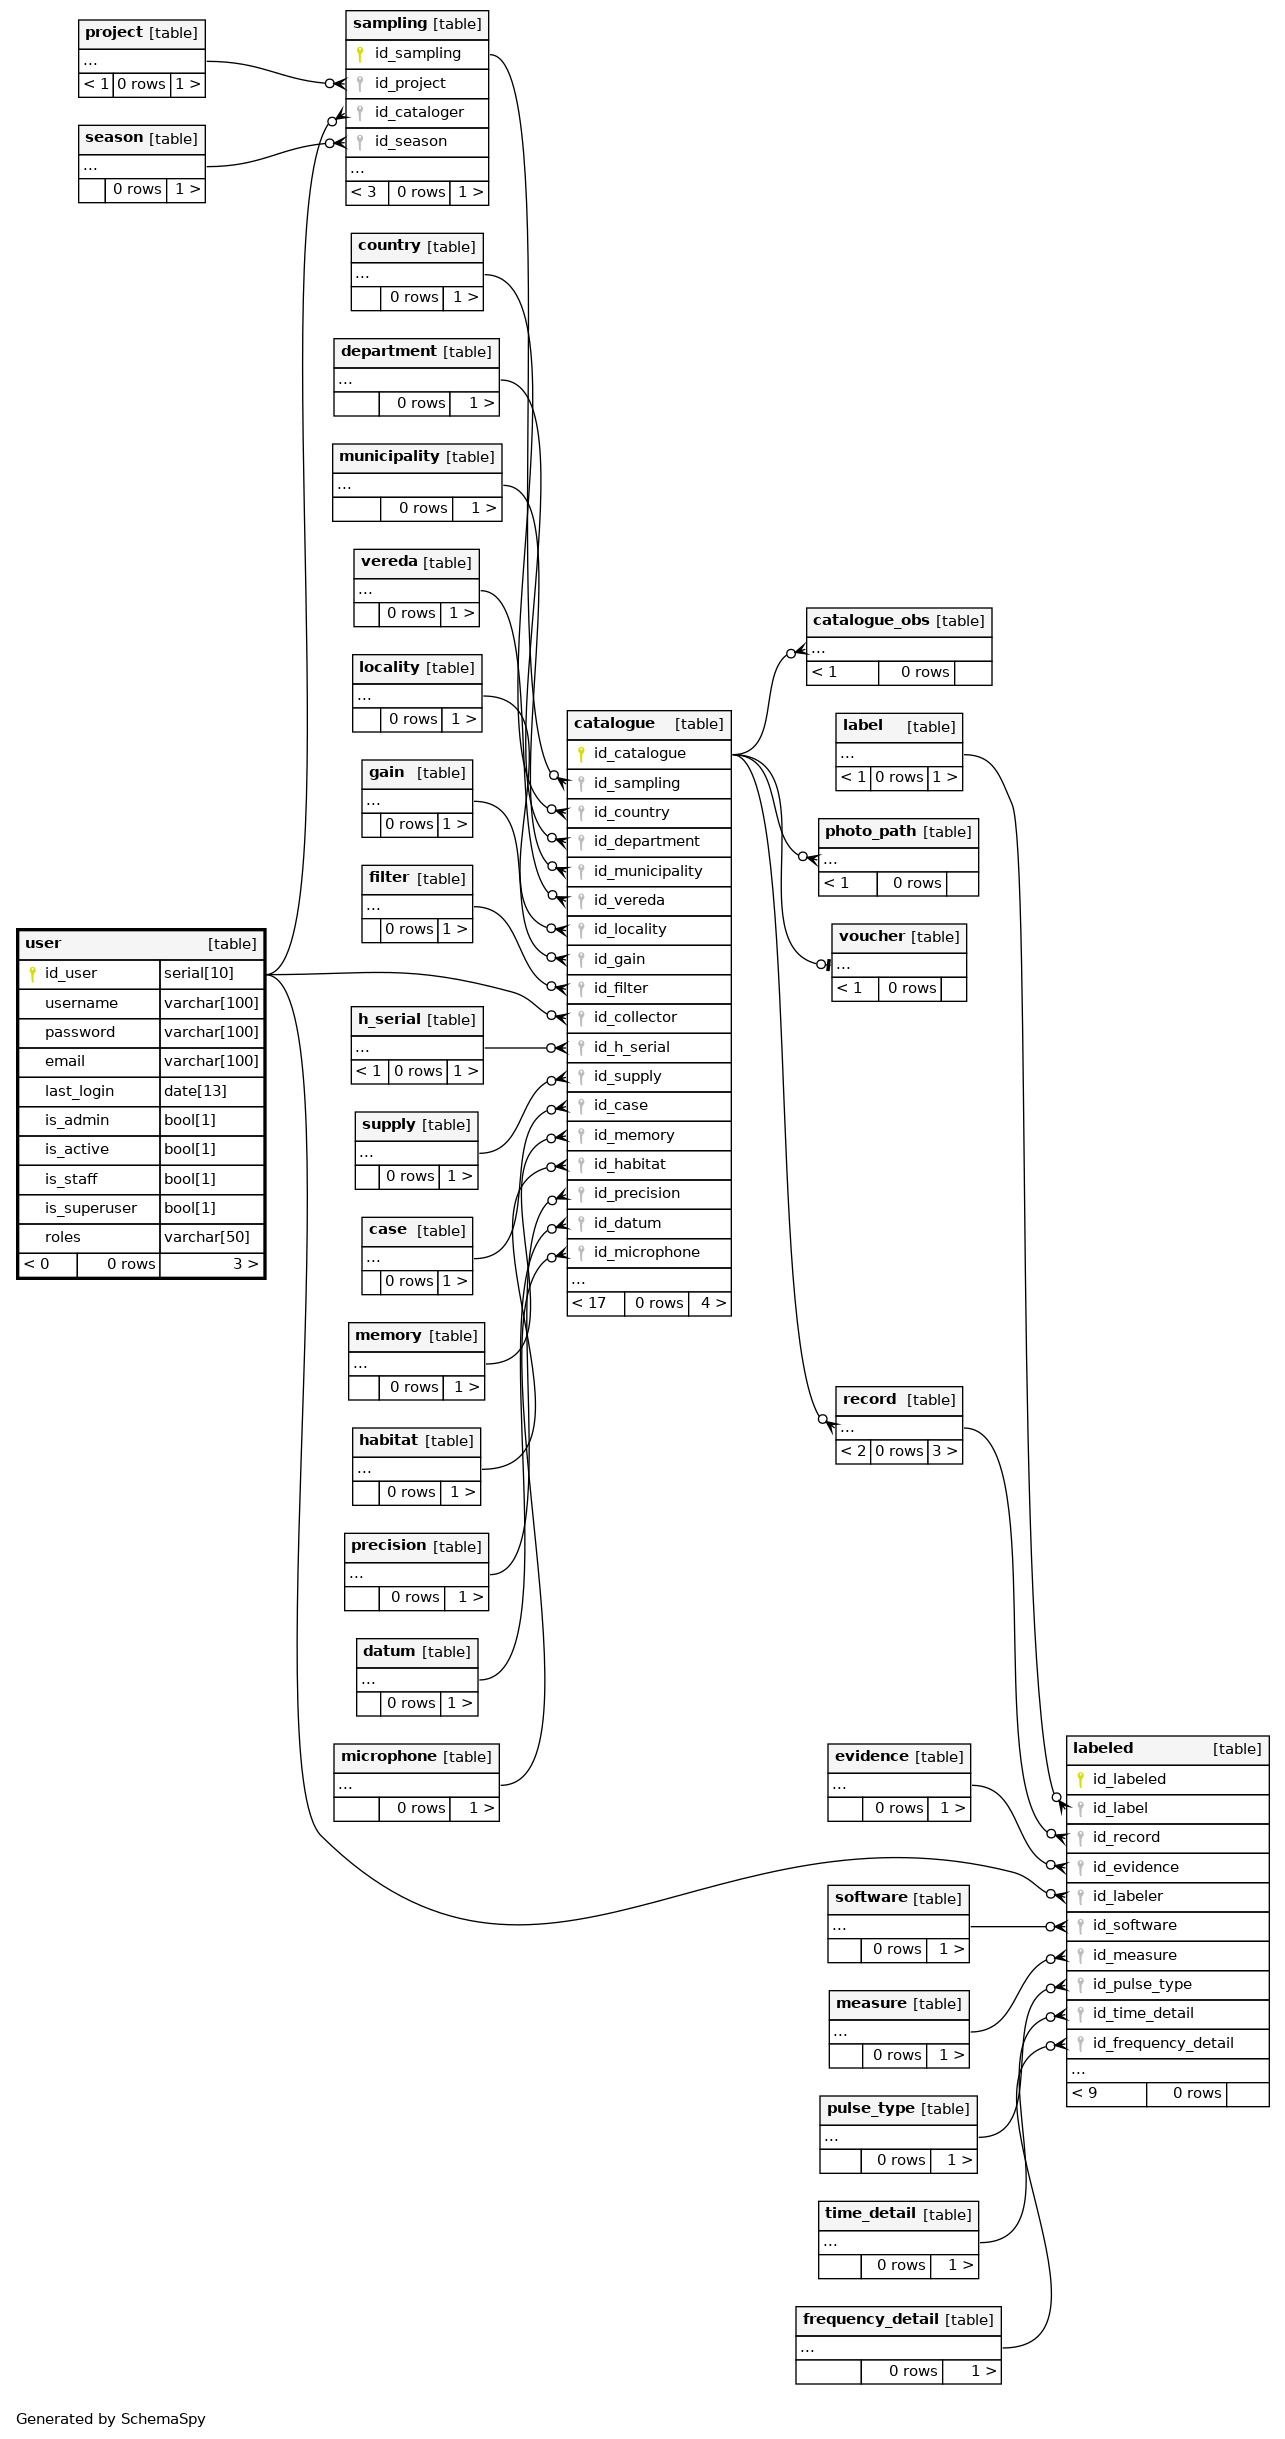 project [table]
...
< 1 0 rows 1 >
season [table]
...
0 rows 1 >
sampling [table]
id_sampling
id_project
id_cataloger
id_season
...
< 3 0 rows 1 >
country [table]
...
0 rows 1 >
department [table]
...
0 rows 1 >
municipality [table]
...
0 rows 1 >
vereda [table]
...
0 rows 1 >
locality [table]
...
0 rows 1 >
gain [table]
...
0 rows 1 >
filter [table]
...
0 rows 1 >
user [table]
id_user serial[10]
username varchar[100]
password varchar[100]
email varchar[100]
last_login date[13]
is_admin bool[1]
is_active bool[1]
is_staff bool[1]
is_superuser bool[1]
roles varchar[50]
< 0 0 rows 3 >
h_serial [table]
...
< 1 0 rows 1 >
supply [table]
...
0 rows 1 >
case [table]
...
0 rows 1 >
memory [table]
...
0 rows 1 >
habitat [table]
...
0 rows 1 >
precision [table]
...
0 rows 1 >
datum [table]
...
0 rows 1 >
microphone [table]
...
0 rows 1 >
catalogue [table]
id_catalogue
id_sampling
id_country
id_department
id_municipality
id_vereda
id_locality
id_gain
id_filter
id_collector
id_h_serial
id_supply
id_case
id_memory
id_habitat
id_precision
id_datum
id_microphone
...
< 17 0 rows 4 >
catalogue_obs [table]
...
< 1 0 rows
label [table]
...
< 1 0 rows 1 >
photo_path [table]
...
< 1 0 rows
voucher [table]
...
< 1 0 rows
record [table]
...
< 2 0 rows 3 >
evidence [table]
...
0 rows 1 >
software [table]
...
0 rows 1 >
measure [table]
...
0 rows 1 >
pulse_type [table]
...
0 rows 1 >
time_detail [table]
...
0 rows 1 >
frequency_detail [table]
...
0 rows 1 >
labeled [table]
id_labeled
id_label
id_record
id_evidence
id_labeler
id_software
id_measure
id_pulse_type
id_time_detail
id_frequency_detail
...
< 9 0 rows
Generated by SchemaSpy